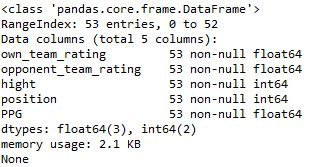 <class 'pandas.core.frame.DataFrame'>
RangeIndex: 53 entries, 0 to 52
Data columns (total 5 columns):
own_team_rating         53 non-null float64
opponent_team_rating    53 non-null float64
hight                   53 non-null int64
position                53 non-null int64
PPG                     53 non-null float64
dtypes: float64(3), int64(2)
memory usage: 2.1 KB
None